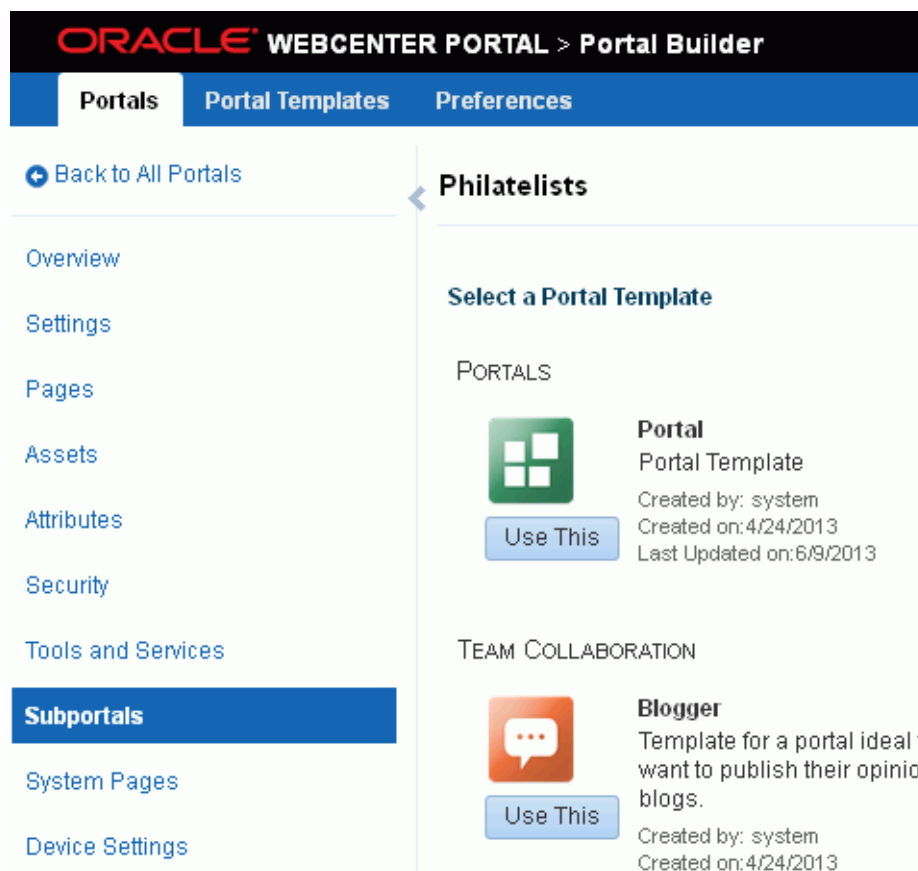 ORACLE WEBCENTER PORTAL > Portal Builder
Portals Portal Templates Preferences
Back to All Portals
Overview
Settings
Pages
Assets
Attributes
Security
Tools and Services
Subportals
System Pages
Device Settings
Philatelists
Select a Portal Template
PORTALS
Portal
Portal Template
Created by: system
Created on:4/24/2013
Last Updated on:6/9/2013
Use This
TEAM COLLABORATION
Blogger
Template for a portal ideal
want to publish their
blogs.
Created by: system
Created on:4/24/2013
Use This